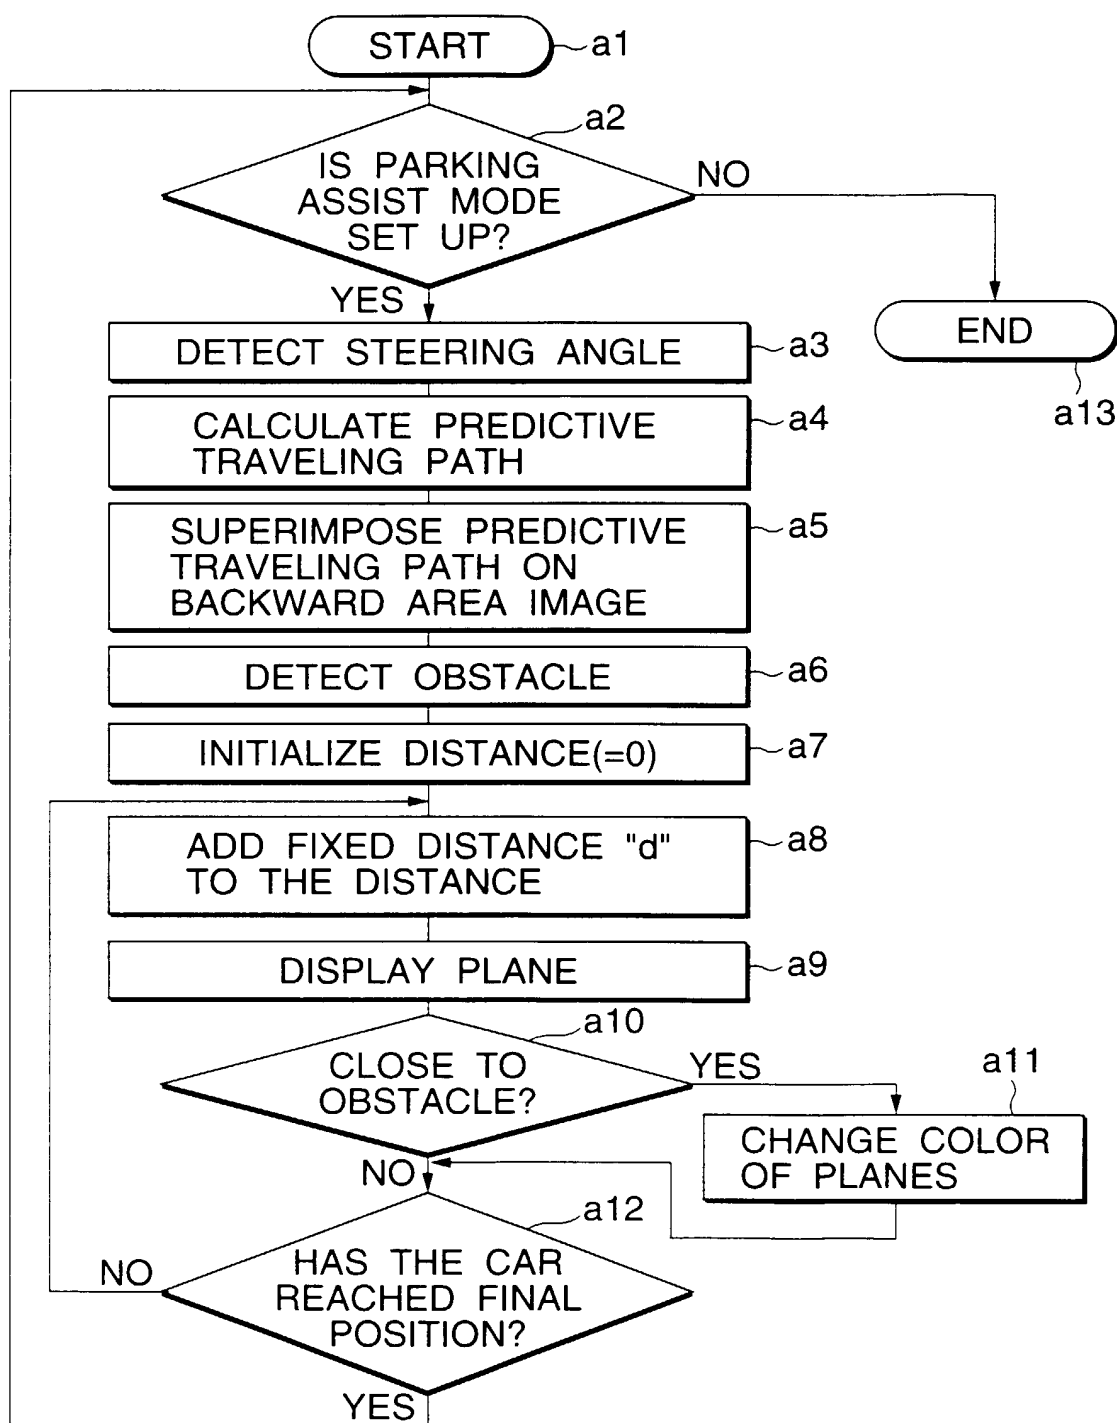 START
a1
a2
IS PARKING
ASSIST MODE
SET UP?
NO
YES
DETECT STEERING ANGLE
a3
END
a13
CALCULATE PREDICTIVE
TRAVELING PATH
a4
SUPERIMPOSE PREDICTIVE
TRAVELING PATH ON
BACKWARD AREA IMAGE
a5
DETECT OBSTACLE
a6
INITIALIZE DISTANCE(=0)
a7
ADD FIXED DISTANCE "d"
TO THE DISTANCE
a8
DISPLAY PLANE
a9
a10
CLOSE TO
OBSTACLE?
YES
a11
CHANGE COLOR
OF PLANES
NO
a12
HAS THE CAR
REACHED FINAL
POSITION?
NO
YES